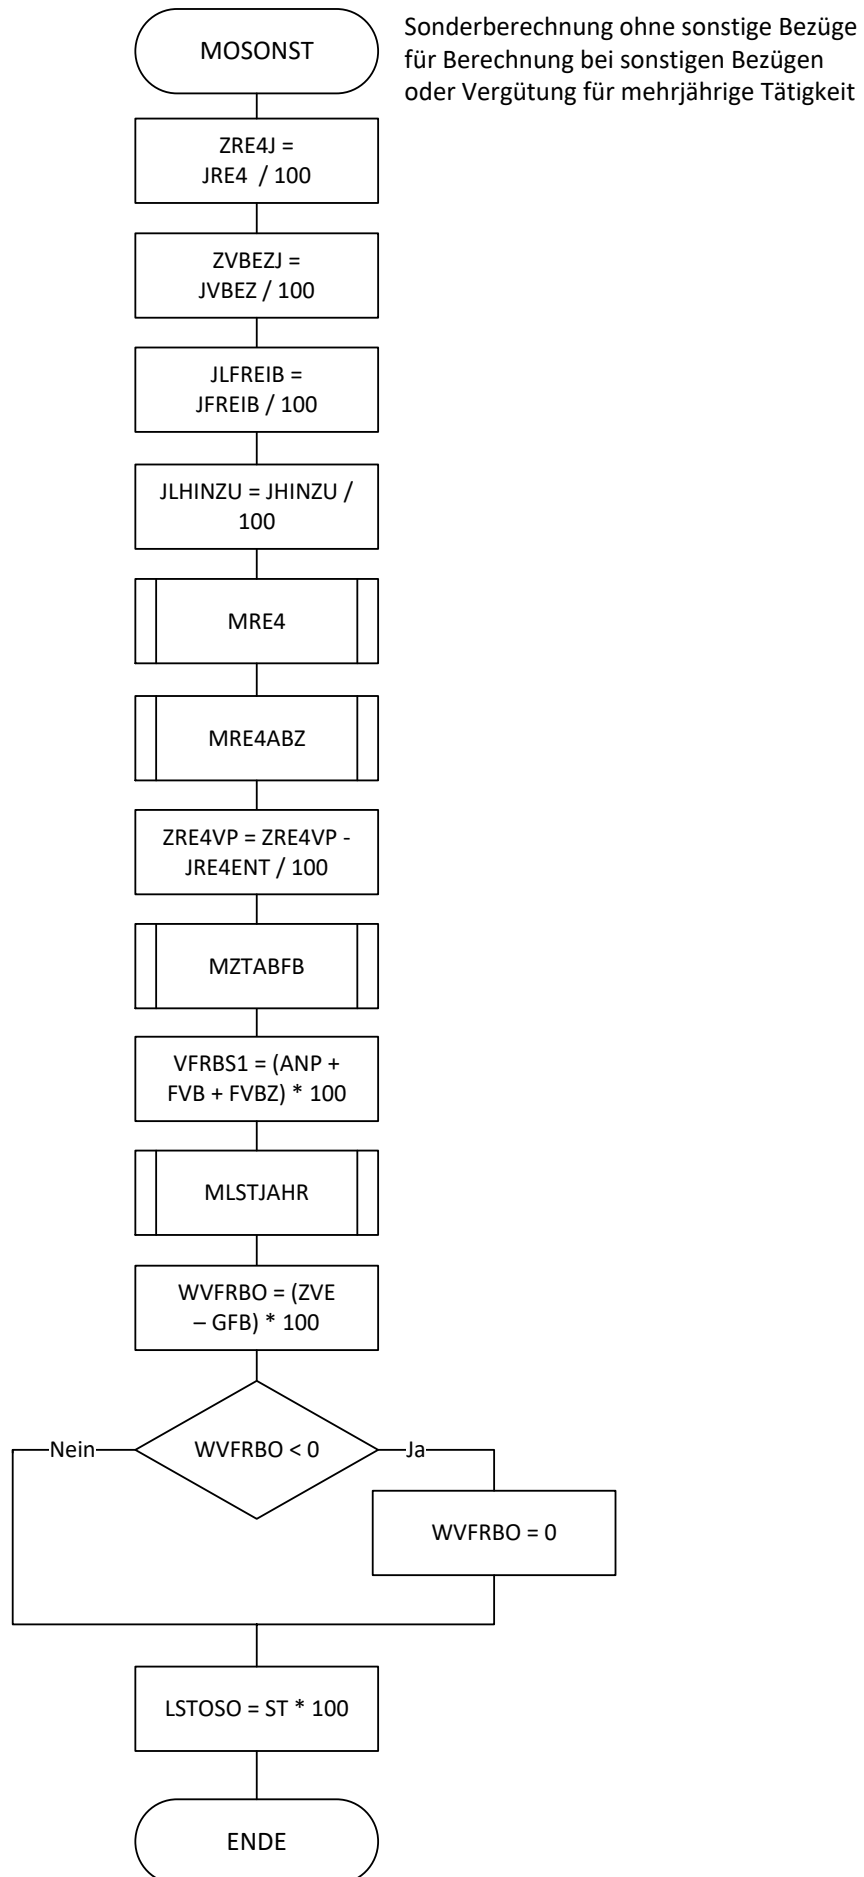 MOSONST
Sonderberechnung ohne sonstige Bezüge
für Berechnung bei sonstigen Bezügen
oder Vergütung für mehrjährige Tätigkeit
ZRE4J =
JRE4 / 100
ZVBEZJ =
JVBEZ / 100
JLFREIB =
JFREIB / 100
JLHINZU = JHINZU /
100
MRE4
MRE4ABZ
ZRE4VP = ZRE4VP -
JRE4ENT / 100
MZTABFB
VFRBS1 = (ANP +
FVB + FVBZ) * 100
MLSTJAHR
WVFRBO = (ZVE
– GFB) * 100
Nein
WVFRBO < 0
Ja
WVFRBO = 0
LSTOSO = ST * 100
ENDE